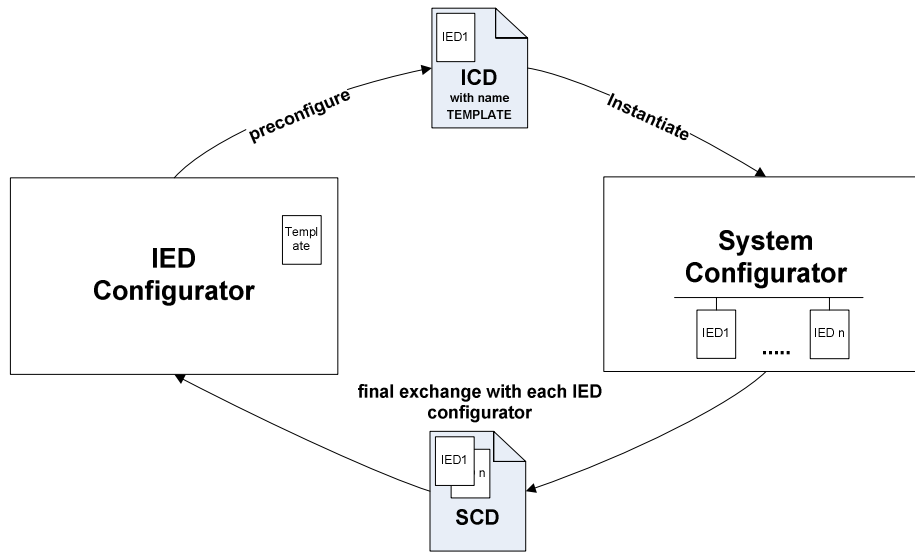 IED1
ICD
with name
TEMPLATE
preconfigure
Instantiate
Templ
ate
IED
Configurator
System
Configurator
IED1
.....
IED n
final exchange with each IED
configurator
IED1
D n
SCD